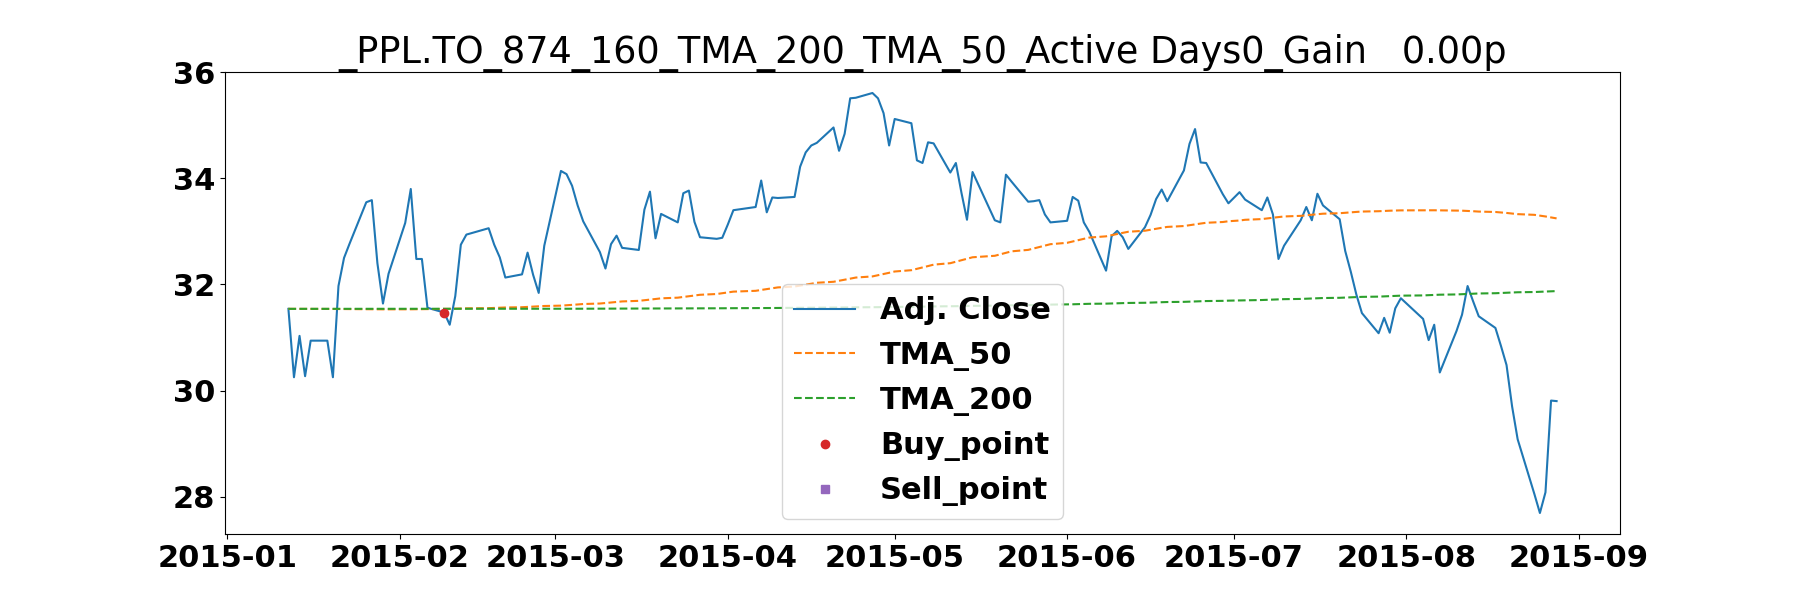 _PPL.TO_874_160_TMA_200_TMA_50_Active Days0_Gain   0.00p
36
34
32
30
28
Adj. Close
TMA_50
TMA_200
Buy_point
Sell_point
2015-01 2015-02 2015-03 2015-04 2015-05 2015-06 2015-07 2015-08 2015-09